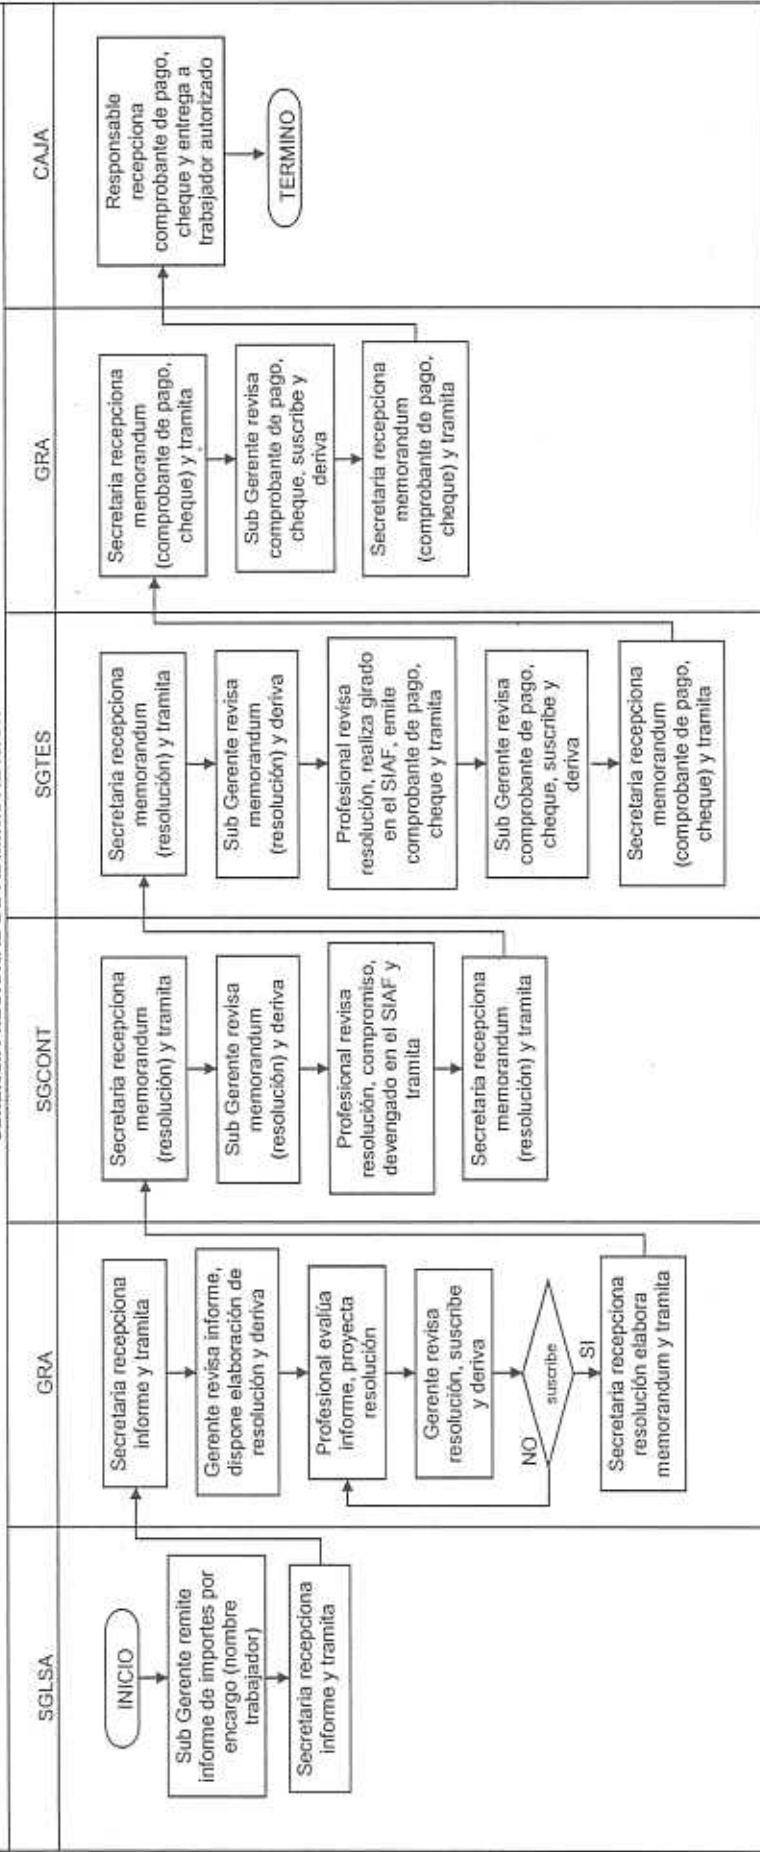 SGLSA
GRA
SGCONT
SGTES
GRA
CAJA
INICIO
Sub Gerente remite
informe de importes por
encargo (nombre
trabajador)
Secretaria recepciona
informe y tramita
Secretaria recepciona
informe y tramita
Gerente revisa informe,
dispone elaboración de
resolución y deriva
Profesional evalúa
informe, proyecta
resolución
Gerente revisa
resolución, suscribe
y deriva
suscribe
NO
SI
Secretaria recepciona
resolución elabora
memorandum y tramita
Secretaria recepciona
memorandum
(resolución) y tramita
Sub Gerente revisa
memorandum
(resolución) y deriva
Profesional revisa
resolución, compromiso,
devengado en el SIAF y
tramita
Secretaria recepciona
memorandum
(resolución) y tramita
Secretaria recepciona
memorandum
(resolución) y tramita
Sub Gerente revisa
memorandum
(resolución) y deriva
Profesional revisa
resolución, realiza girado
en el SIAF, emite
comprobante de pago,
cheque y tramita
Sub Gerente revisa
comprobante de pago,
cheque, suscribe y
deriva
Secretaria recepciona
memorandum
(comprobante de pago,
cheque) y tramita
Secretaria recepciona
memorandum
(comprobante de pago,
cheque) y tramita
Sub Gerente revisa
comprobante de pago,
cheque, suscribe y
deriva
Secretaria recepciona
memorandum
(comprobante de pago,
cheque) y tramita
Responsable
recepciona
comprobante de pago,
cheque y entrega a
trabajador autorizado
TERMINO